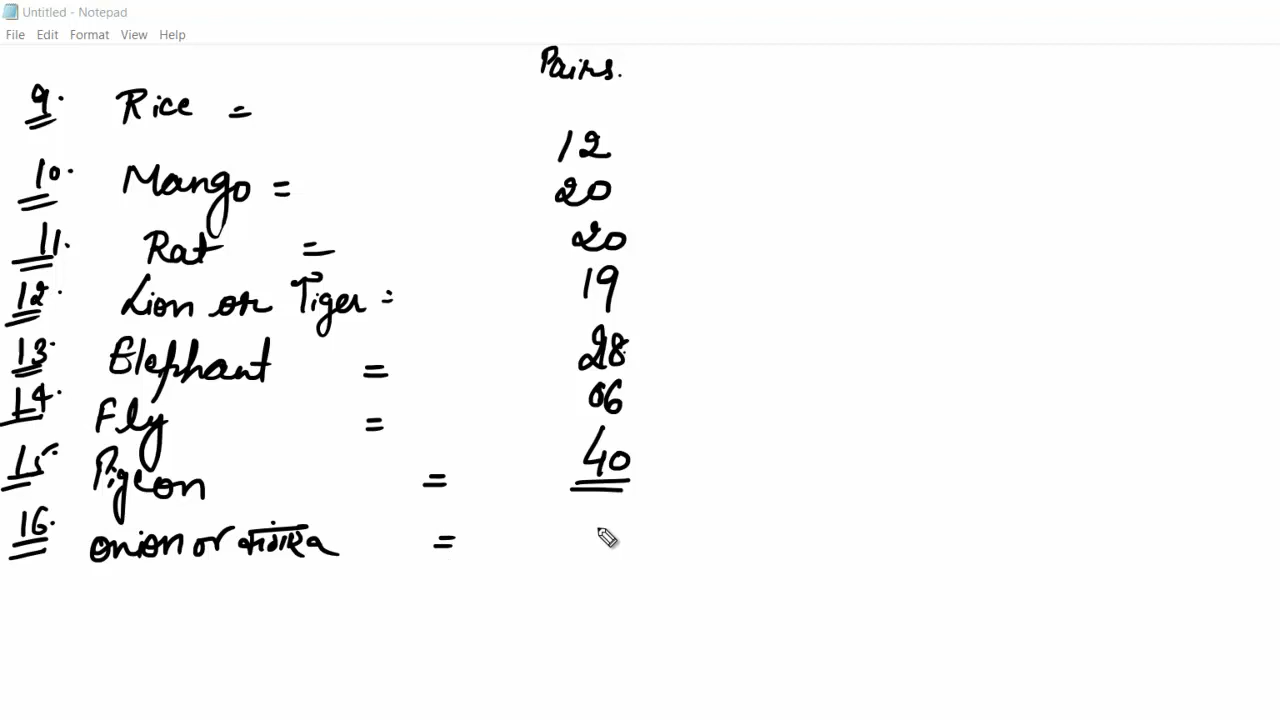 Untitled - Notepad
File Edit Format View Help
Pairs.
9. Rice =
12
10. Mango =
20
11. Rat =
20
12. Lion or Tiger =
19
13. Elephant =
28
14. Fly =
06
15. Pigeon =
40
16. onion or =